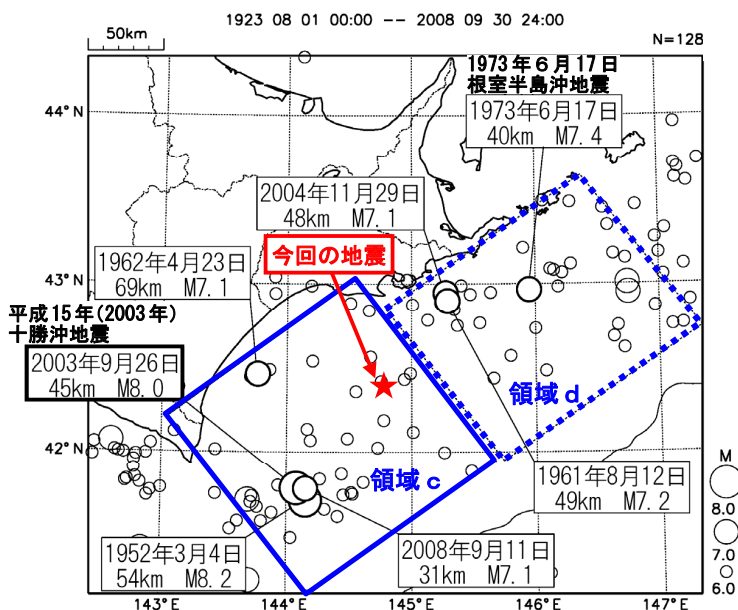 1923 08 01 00:00 -- 2008 09 30 24:00
50km
N=128
1973年6月17日
根室半島沖地震
1973年6月17日
40km M7.4
44°N
2004年11月29日
48km M7.1
今回の地震
1962年4月23日
69km M7.1
43°N
平成15年(2003年)
十勝沖地震
2003年9月26日
45km M8.0
領域d
42°N
領域c
1961年8月12日
49km M7.2
M
8.0
7.0
6.0
1952年3月4日
54km M8.2
2008年9月11日
31km M7.1
143°E
144°E
145°E
146°E
147°E